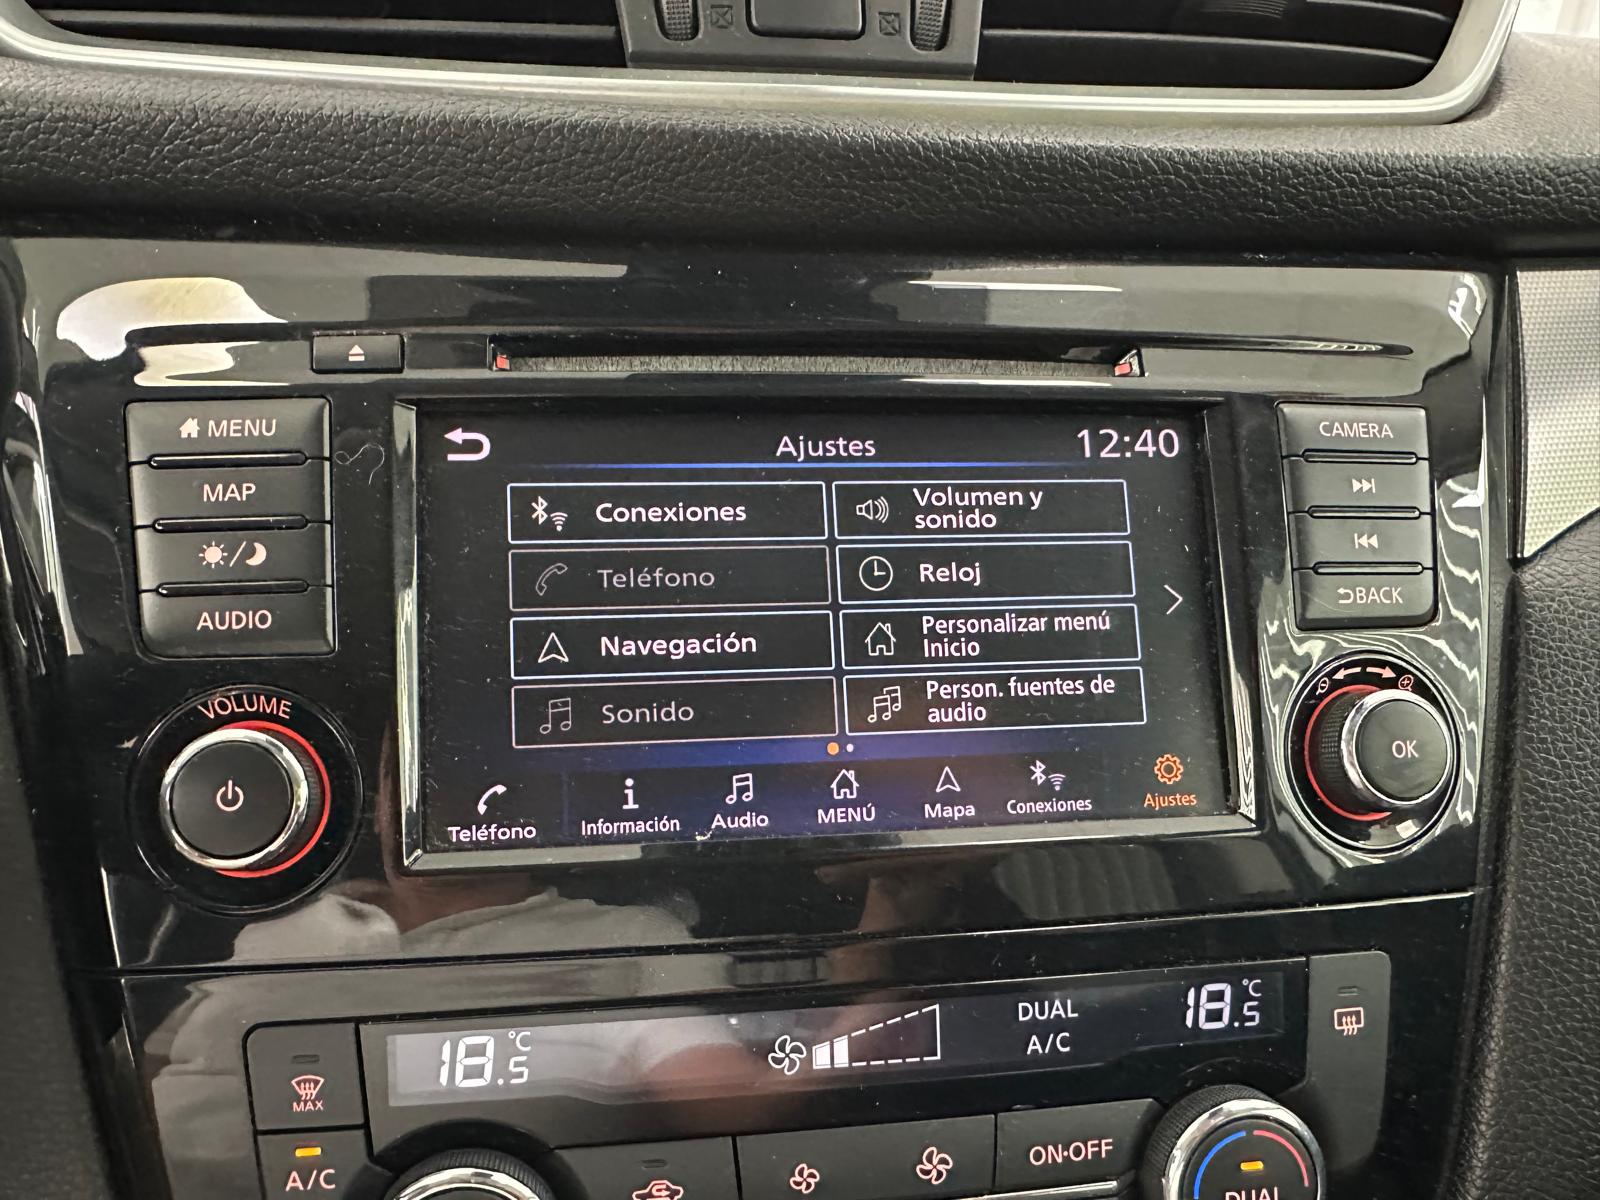 MENU
MAP
AUDIO
VOLUME
Ajustes
12:40
Conexiones
Volumen y
sonido
Teléfono
Reloj
Navegación
Personalizar menú
Inicio
Sonido
Person. fuentes de
audio
Teléfono
Información
Audio
MENÚ
Mapa
Conexiones
Ajustes
CAMERA
BACK
OK
18.5 °C
DUAL
A/C
18.5 °C
MAX
A/C
ON·OFF
DUAL